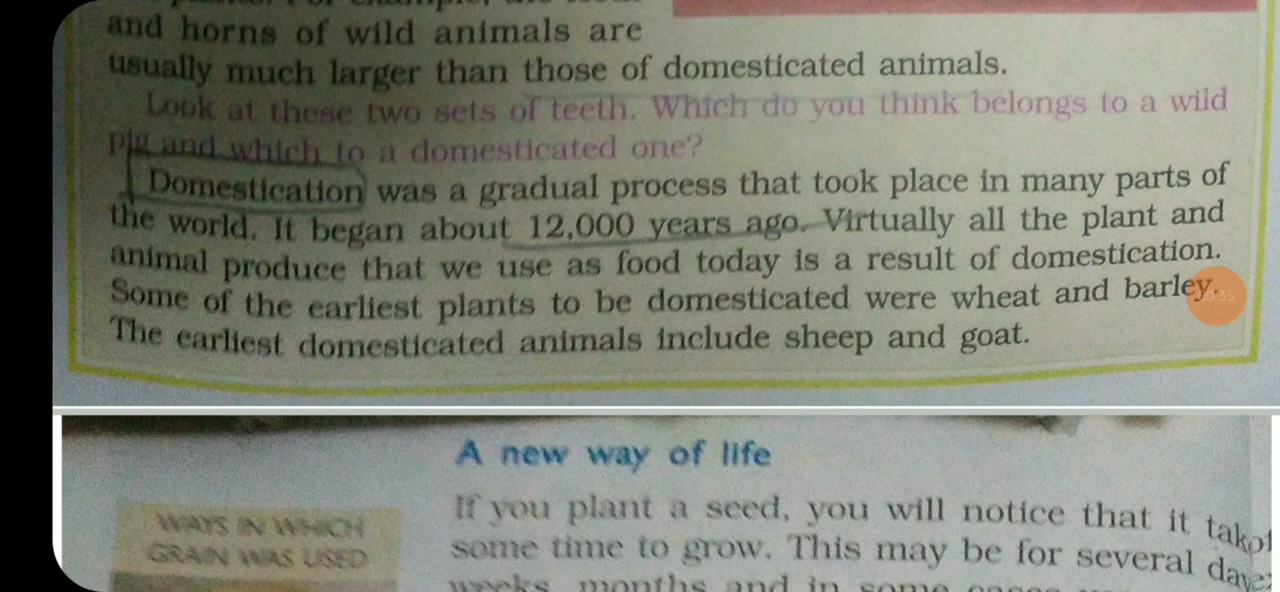 and horns of wild animals are
usually much larger than those of domesticated animals.
Look at these two sets of teeth. Which do you think belongs to a wild
pig and which to a domesticated one?
Domestication was a gradual process that took place in many parts of
the world. It began about 12,000 years ago. Virtually all the plant and
animal produce that we use as food today is a result of domestication.
Some of the earliest plants to be domesticated were wheat and barley.
The earliest domesticated animals include sheep and goat.
A new way of life
If you plant a seed, you will notice that it
some time to grow. This may be for several
weeks, months and in some
WAYS IN WHICH
GRAIN WAS USED